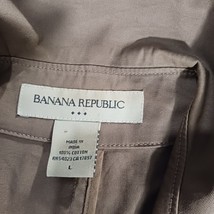 BANANA REPUBLIC
MADE IN
INDIA
100% COTTON
L